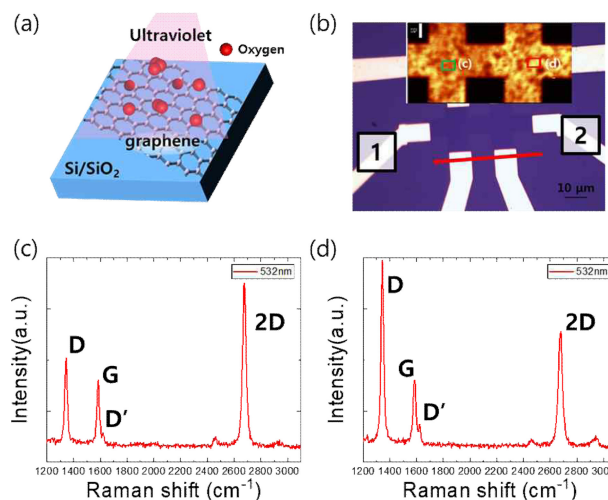 (a)
Ultraviolet
Oxygen
graphene
Si/SiO₂
(b)
(c)
(d)
1
2
10 μm
(c)
532nm
D
G
D′
2D
Intensity(a.u.)
1200 1400 1600 1800 2000 2200 2400 2600 2800 3000
Raman shift (cm⁻¹)
(d)
532nm
D
G
D′
2D
Intensity(a.u.)
1200 1400 1600 1800 2000 2200 2400 2600 2800 3000
Raman shift (cm⁻¹)